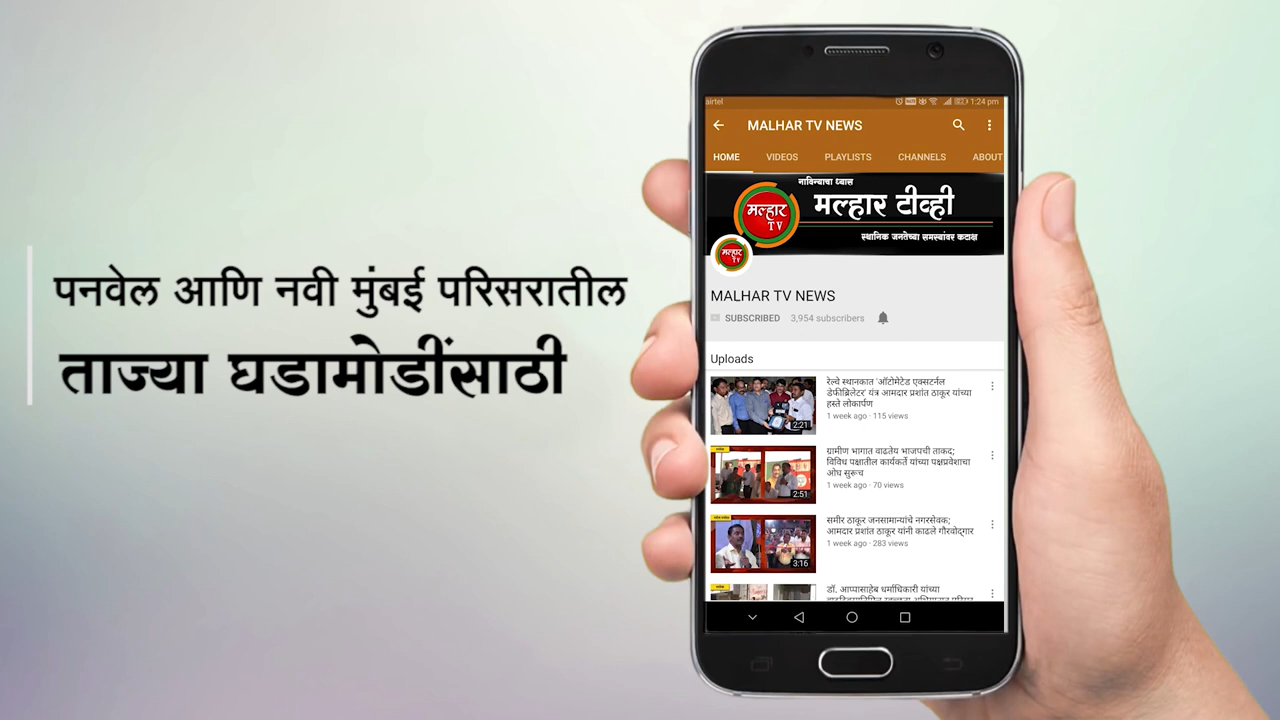 पनवेल आणि नवी मुंबई परिसरातील
ताज्या घडामोडींसाठी
airtel
1:24 pm
MALHAR TV NEWS
HOME VIDEOS PLAYLISTS CHANNELS ABOUT
नाविन्याचा ध्यास
मल्हार TV
मल्हार टीव्ही
स्थानिक जनतेच्या समस्यांवर कटाक्ष
मल्हार TV
MALHAR TV NEWS
SUBSCRIBED 3,954 subscribers
Uploads
रेल्वे स्थानकात 'ऑटोमेटेड एक्सटर्नल
डेफीब्रिलेटर' यंत्र आमदार प्रशांत ठाकूर यांच्या
हस्ते लोकार्पण
1 week ago · 115 views
2:21
ग्रामीण भागात वाढतेय भाजपची ताकद;
विविध पक्षातील कार्यकर्ते यांच्या पक्षप्रवेशाचा
ओघ सुरूच
1 week ago · 70 views
2:51
समीर ठाकूर जनसामान्यांचे नगरसेवक;
आमदार प्रशांत ठाकूर यांनी काढले गौरवोद्गार
1 week ago · 283 views
3:16
डॉ. आप्पासाहेब धर्माधिकारी यांच्या